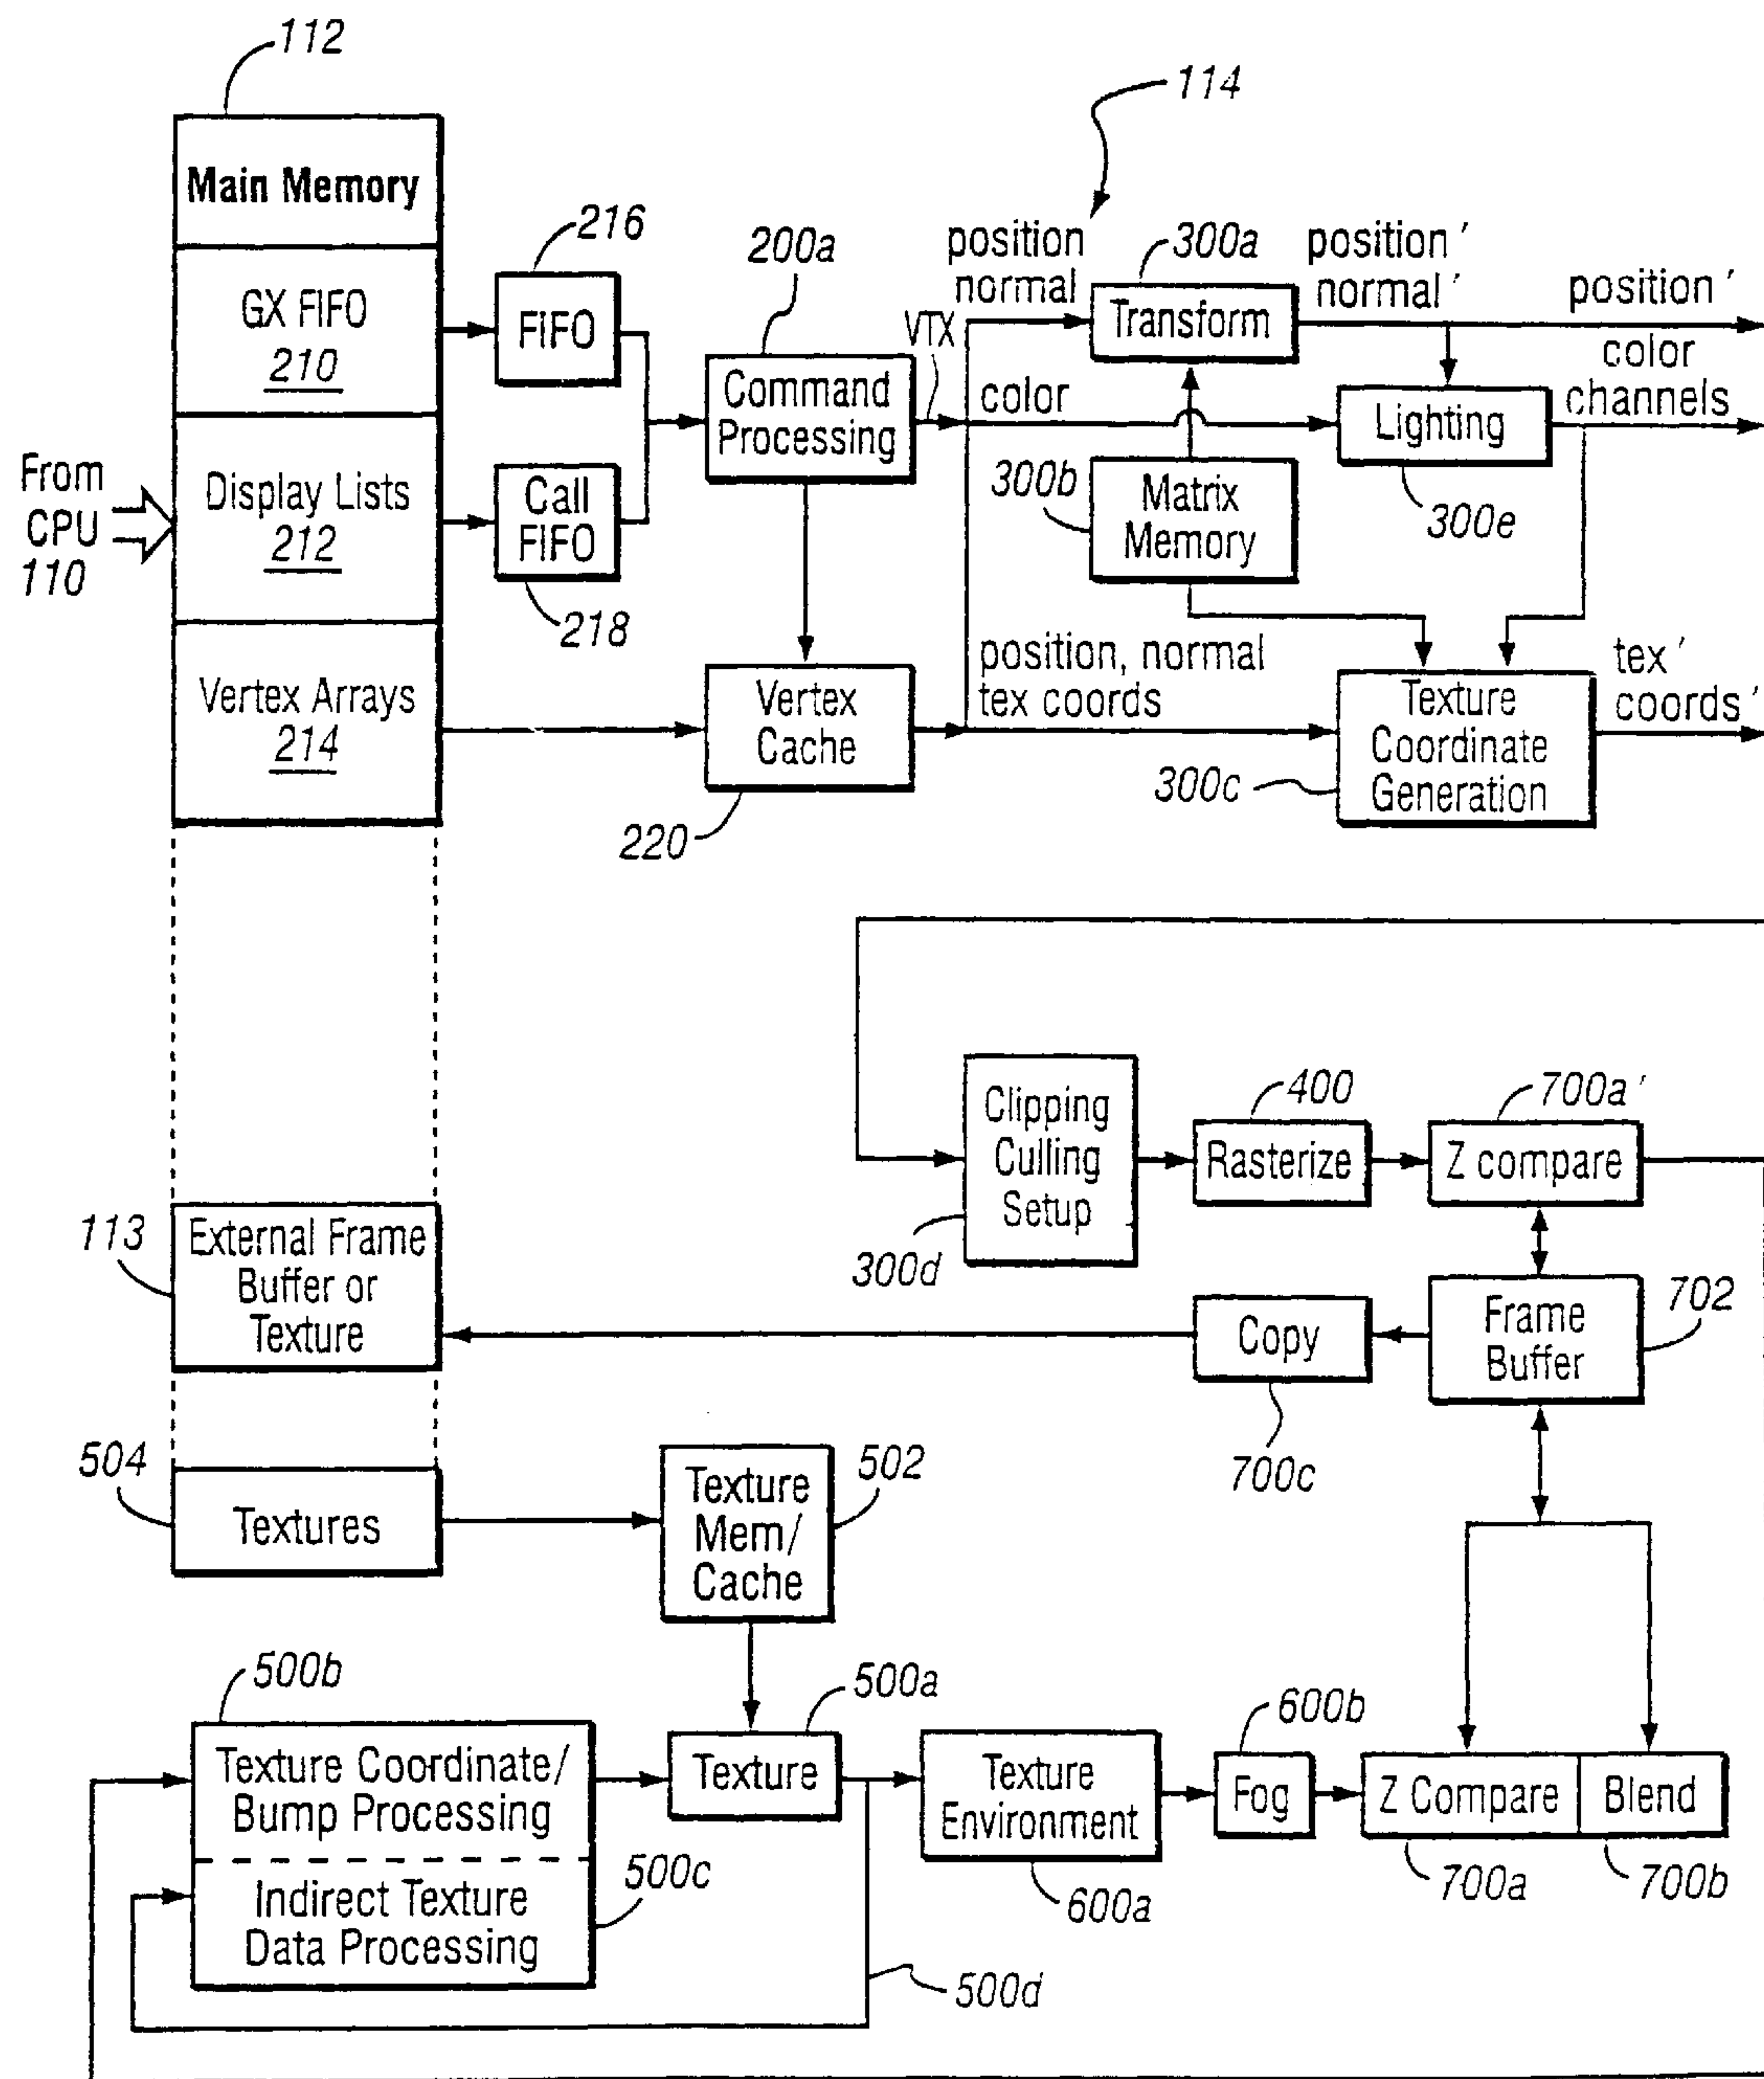 112
114
Main Memory
216
200a
position
normal
300a
position'
normal'
position'
GX FIFO
210
FIFO
VTX
Transform
color
channels
Command
Processing
color
Lighting
From
CPU
110
Display Lists
212
Call
FIFO
300b
Matrix
Memory
300e
218
Vertex Arrays
214
Vertex
Cache
position, normal
tex coords
Texture
Coordinate
Generation
tex'
coords'
300c
220
400
700a'
Clipping
Culling
Setup
Rasterize
Z compare
113
External Frame
Buffer or
Texture
300d
702
Copy
Frame
Buffer
700c
504
Textures
Texture
Mem/
Cache
502
500b
500a
600b
Texture Coordinate/
Bump Processing
Texture
Texture
Environment
Fog
Z Compare
Blend
500c
Indirect Texture
Data Processing
600a
700a
700b
500d